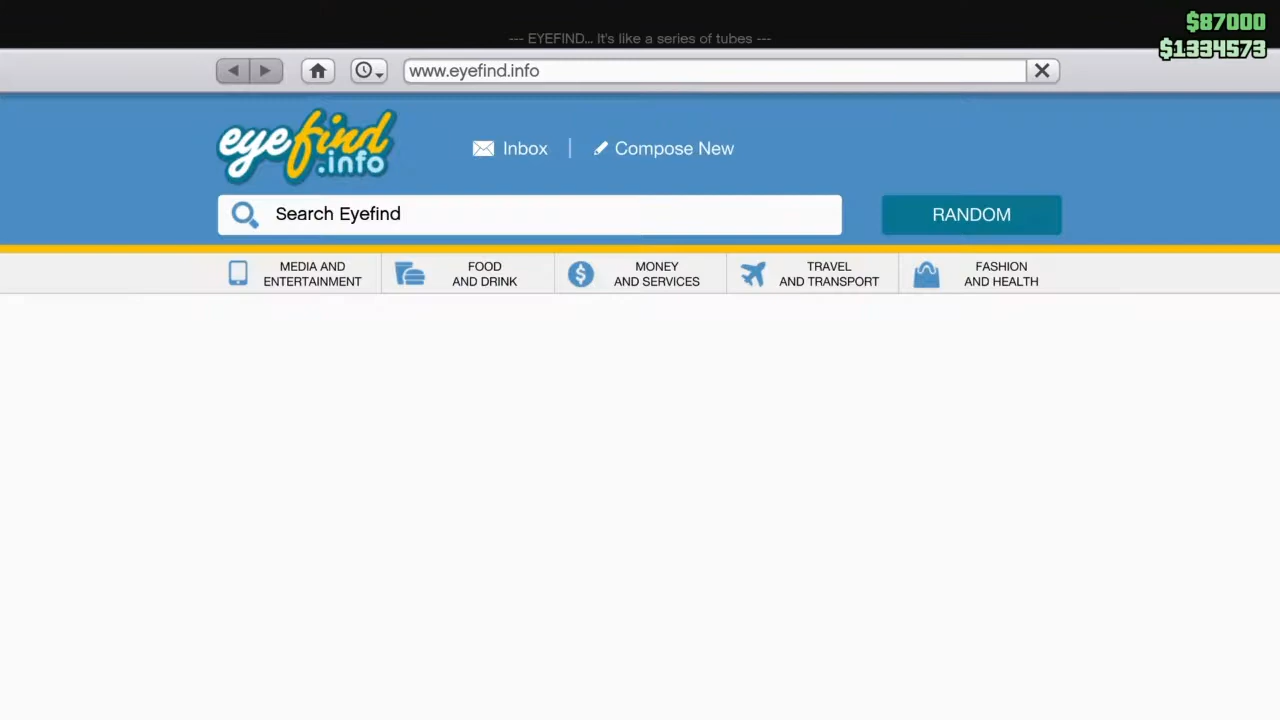 $87000
--- EYEFIND... It's like a series of tubes ---
$1334573
www.eyefind.info
eyefind
.info
Inbox | Compose New
Search Eyefind
RANDOM
MEDIA AND
ENTERTAINMENT
FOOD
AND DRINK
MONEY
AND SERVICES
TRAVEL
AND TRANSPORT
FASHION
AND HEALTH